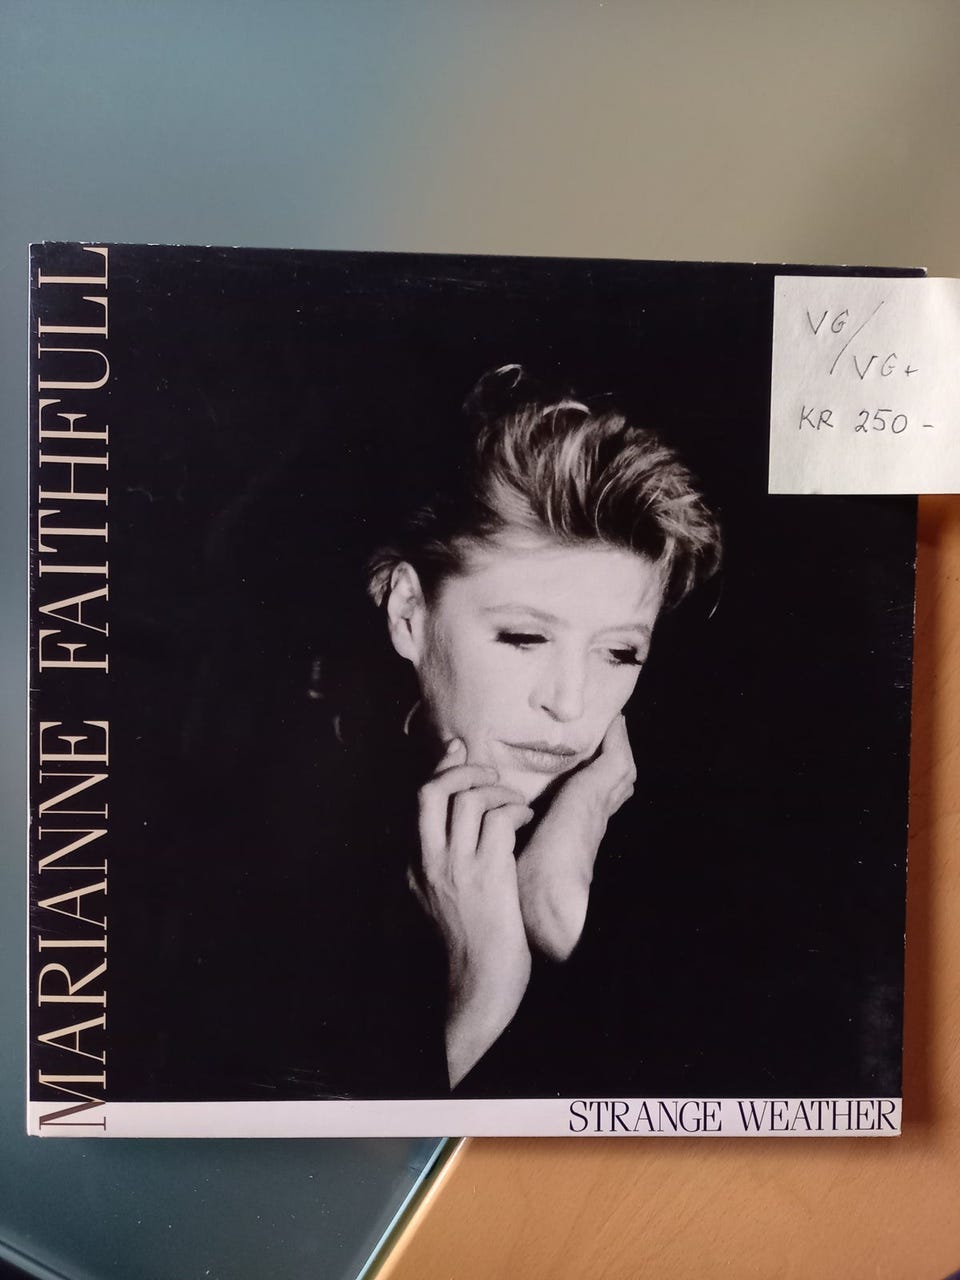 MARIANNE FAITHFULL
VG/
VG+
KR 250-
STRANGE WEATHER